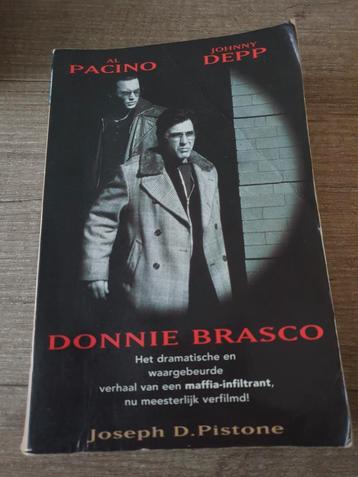 AL PACINO
JOHNNY DEPP
DONNIE BRASCO
Het dramatische en
waargebeurde
verhaal van een maffia-infiltrant,
nu meesterlijk verfilmd!
Joseph D. Pistone